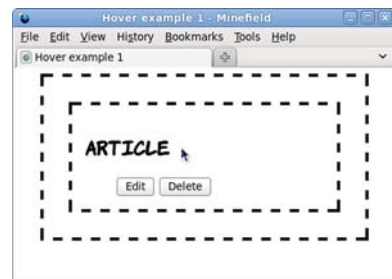 Hover example 1 - Minefield
File Edit View History Bookmarks Tools Help
Hover example 1
ARTICLE
Edit Delete